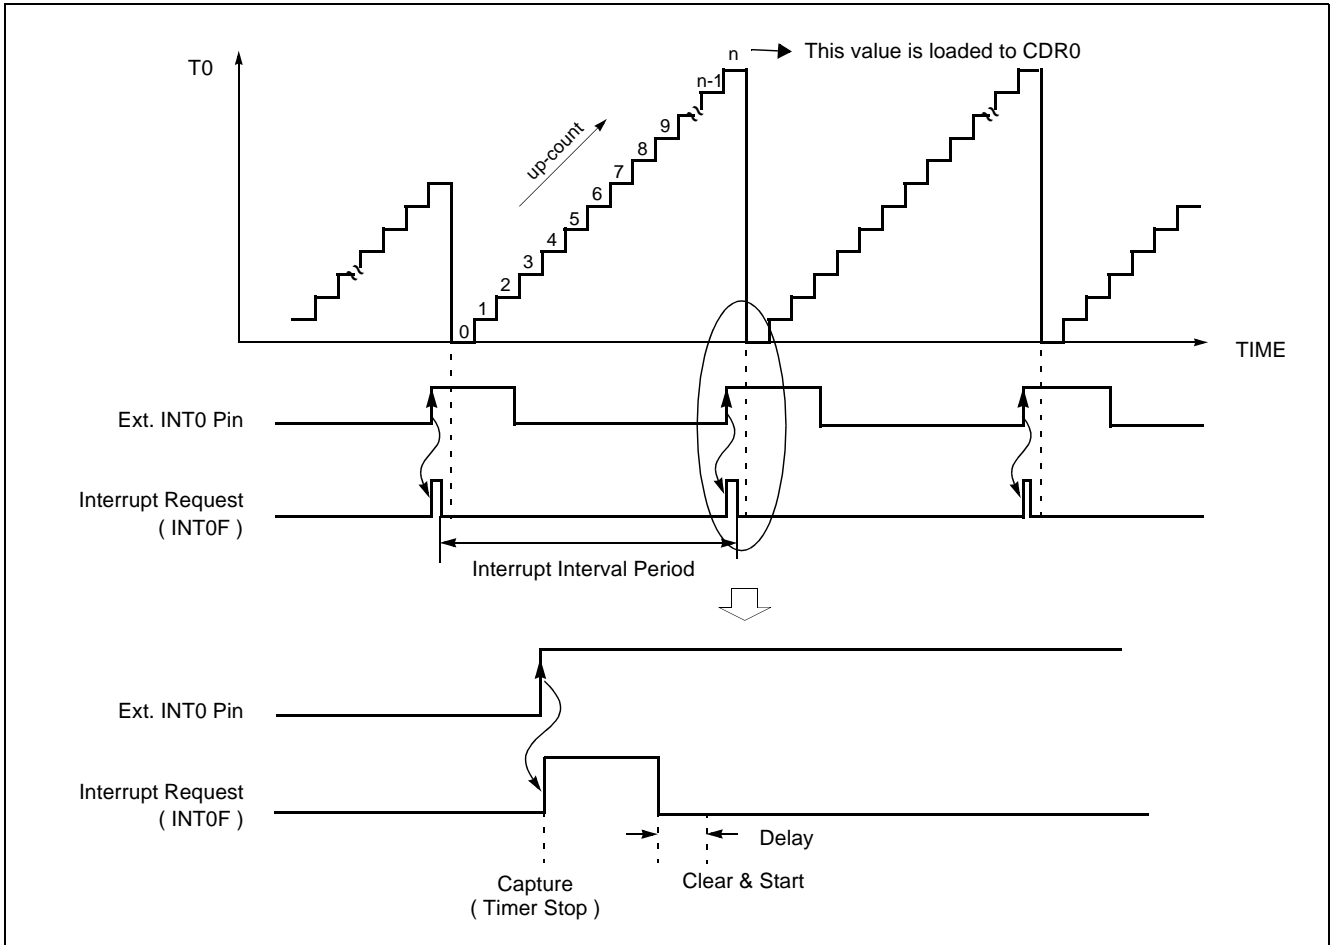 n
This value is loaded to CDR0
T0
n-1
9
8
7
6
5
4
3
2
1
0
up-count
TIME
Ext. INT0 Pin
Interrupt Request
( INT0F )
Interrupt Interval Period
Ext. INT0 Pin
Interrupt Request
( INT0F )
Delay
Capture
( Timer Stop )
Clear & Start